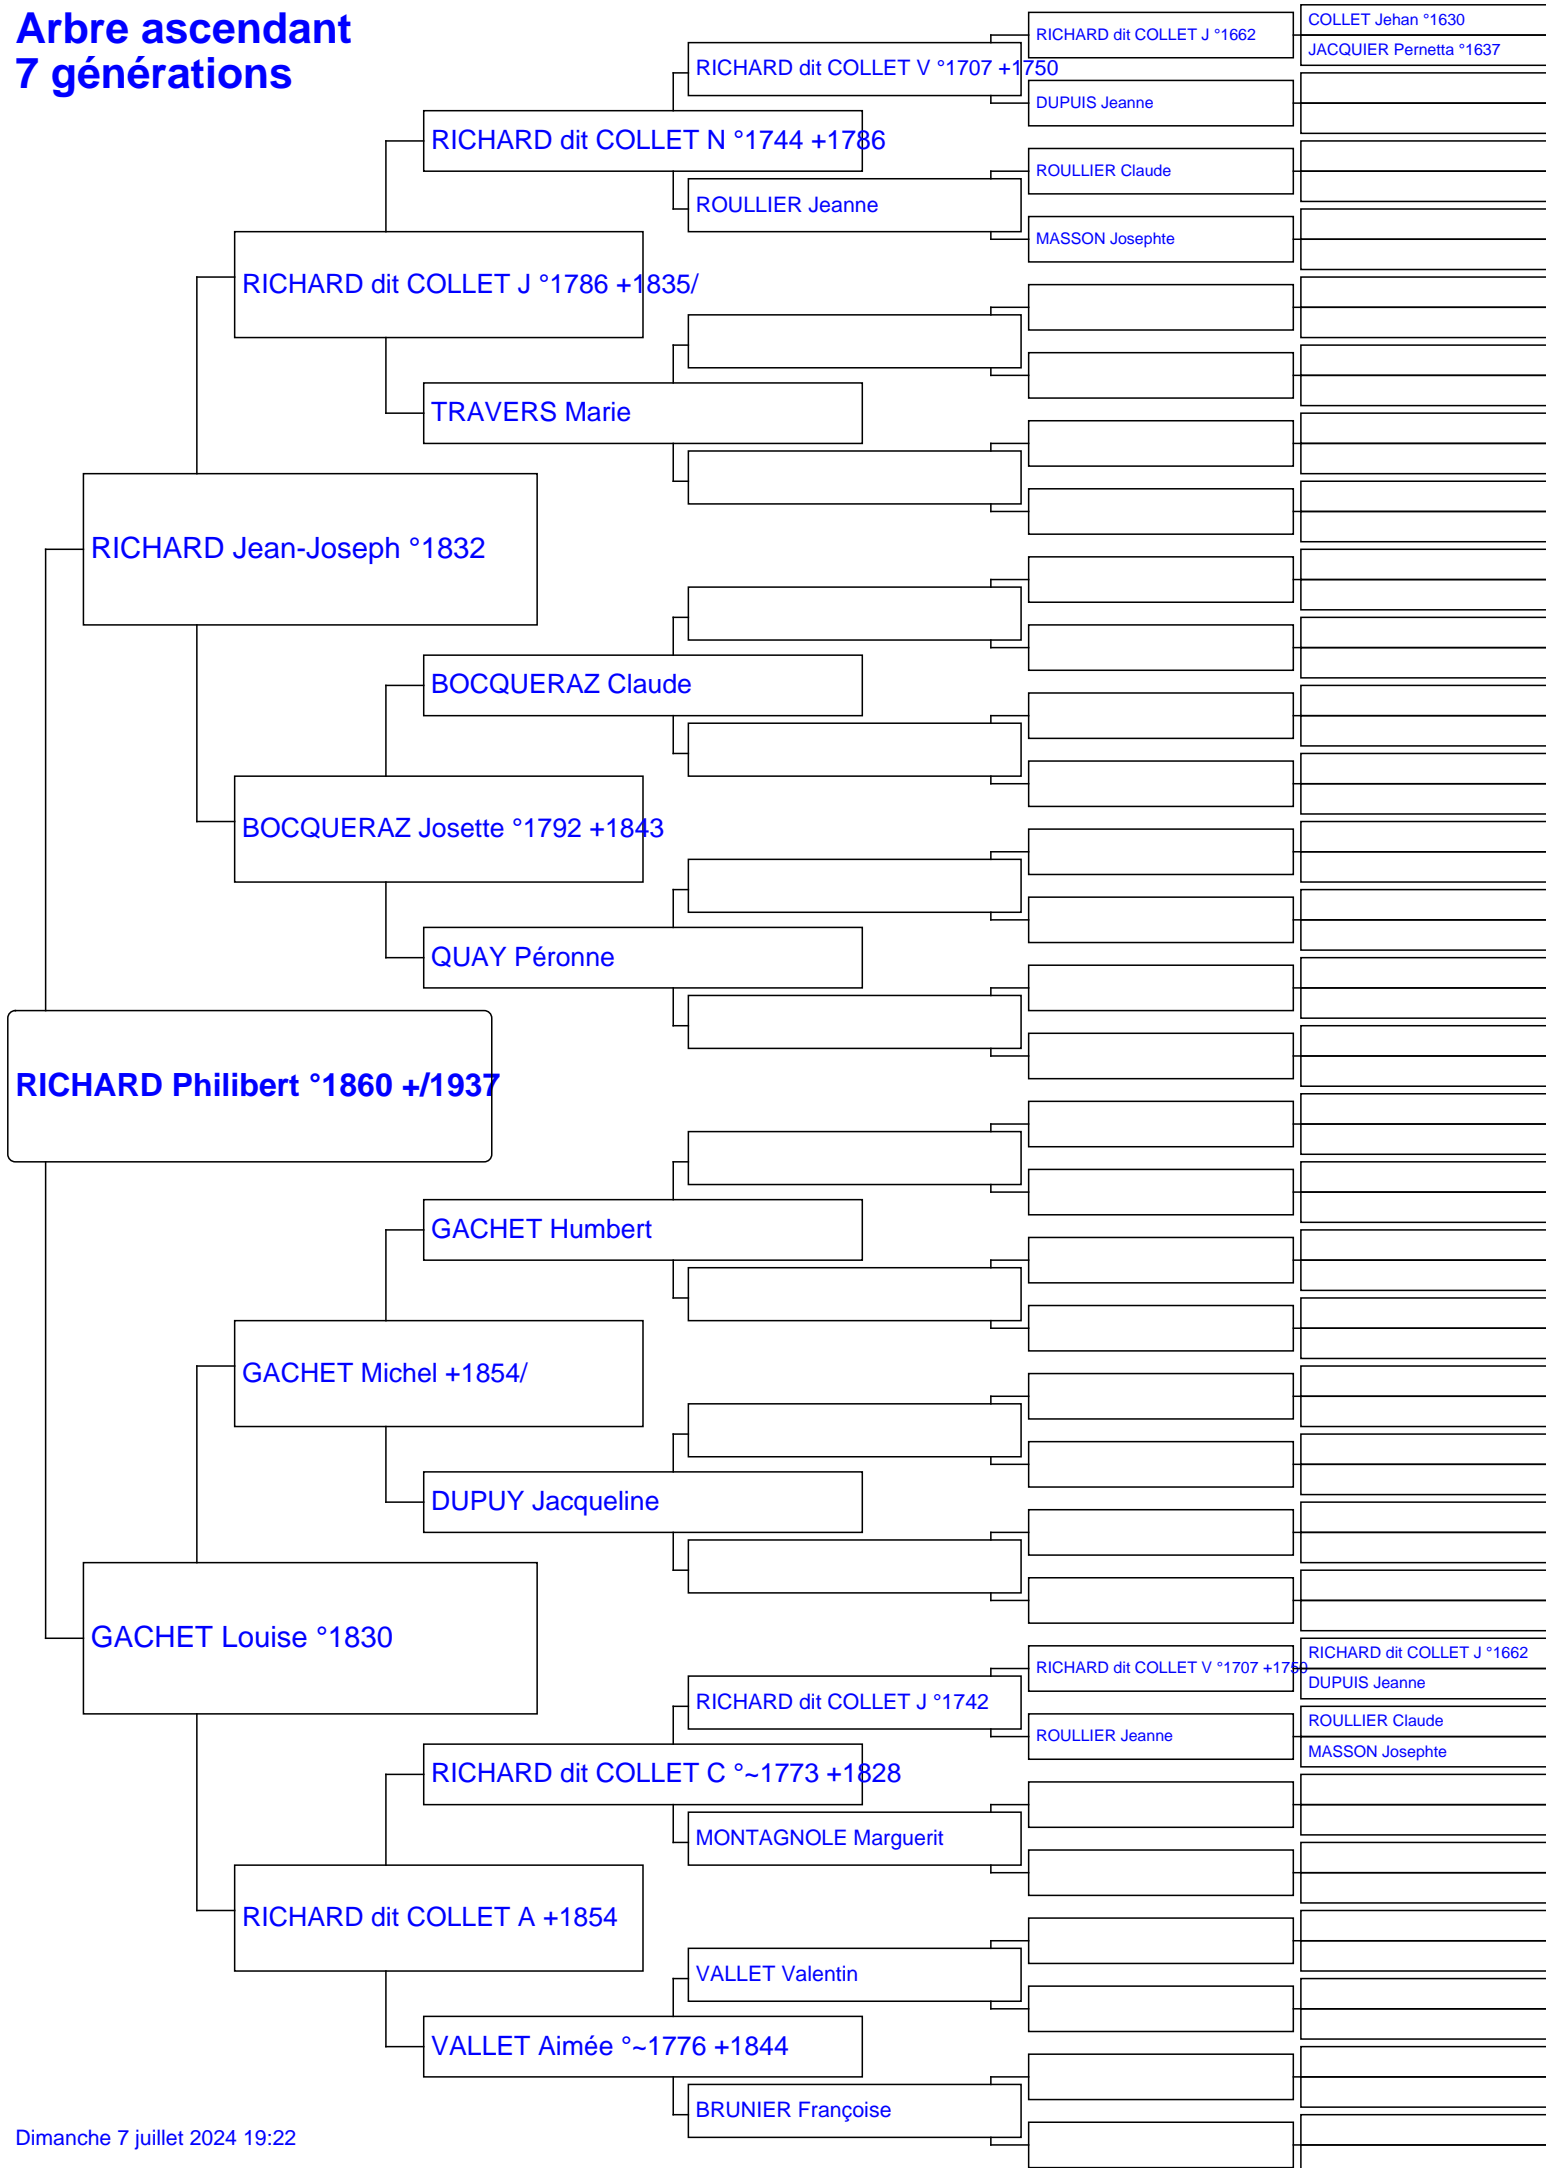 Arbre ascendant
7 générations
RICHARD dit COLLET J °1662
COLLET Jehan °1630
JACQUIER Pernetta °1637
RICHARD dit COLLET V °1707 +1750
DUPUIS Jeanne
RICHARD dit COLLET N °1744 +1786
ROULLIER Claude
ROULLIER Jeanne
MASSON Josephte
RICHARD dit COLLET J °1786 +1835/
TRAVERS Marie
RICHARD Jean-Joseph °1832
BOCQUERAZ Claude
BOCQUERAZ Josette °1792 +1843
QUAY Péronne
RICHARD Philibert °1860 +/1937
GACHET Humbert
GACHET Michel +1854/
DUPUY Jacqueline
GACHET Louise °1830
RICHARD dit COLLET V °1707 +1750
RICHARD dit COLLET J °1662
DUPUIS Jeanne
RICHARD dit COLLET J °1742
ROULLIER Jeanne
ROULLIER Claude
MASSON Josephte
RICHARD dit COLLET C °~1773 +1828
MONTAGNOLE Marguerit
RICHARD dit COLLET A +1854
VALLET Valentin
VALLET Aimée °~1776 +1844
BRUNIER Françoise
Dimanche 7 juillet 2024 19:22